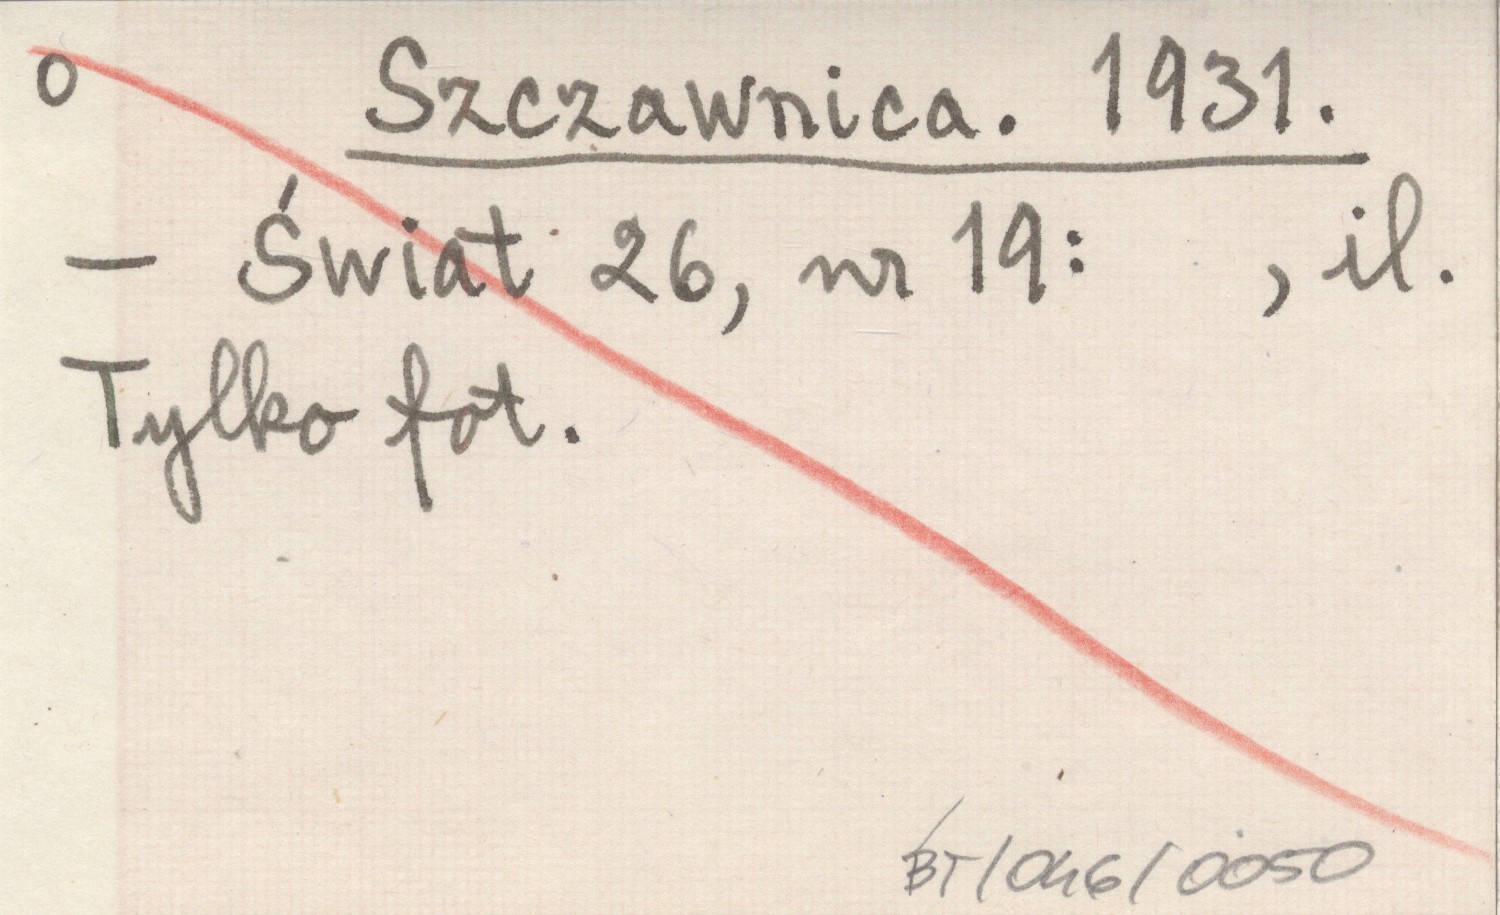 o Szczawnica. 1931.
— Świat 26, nr 19: , il.
Tylko fot.
BT/046/0050